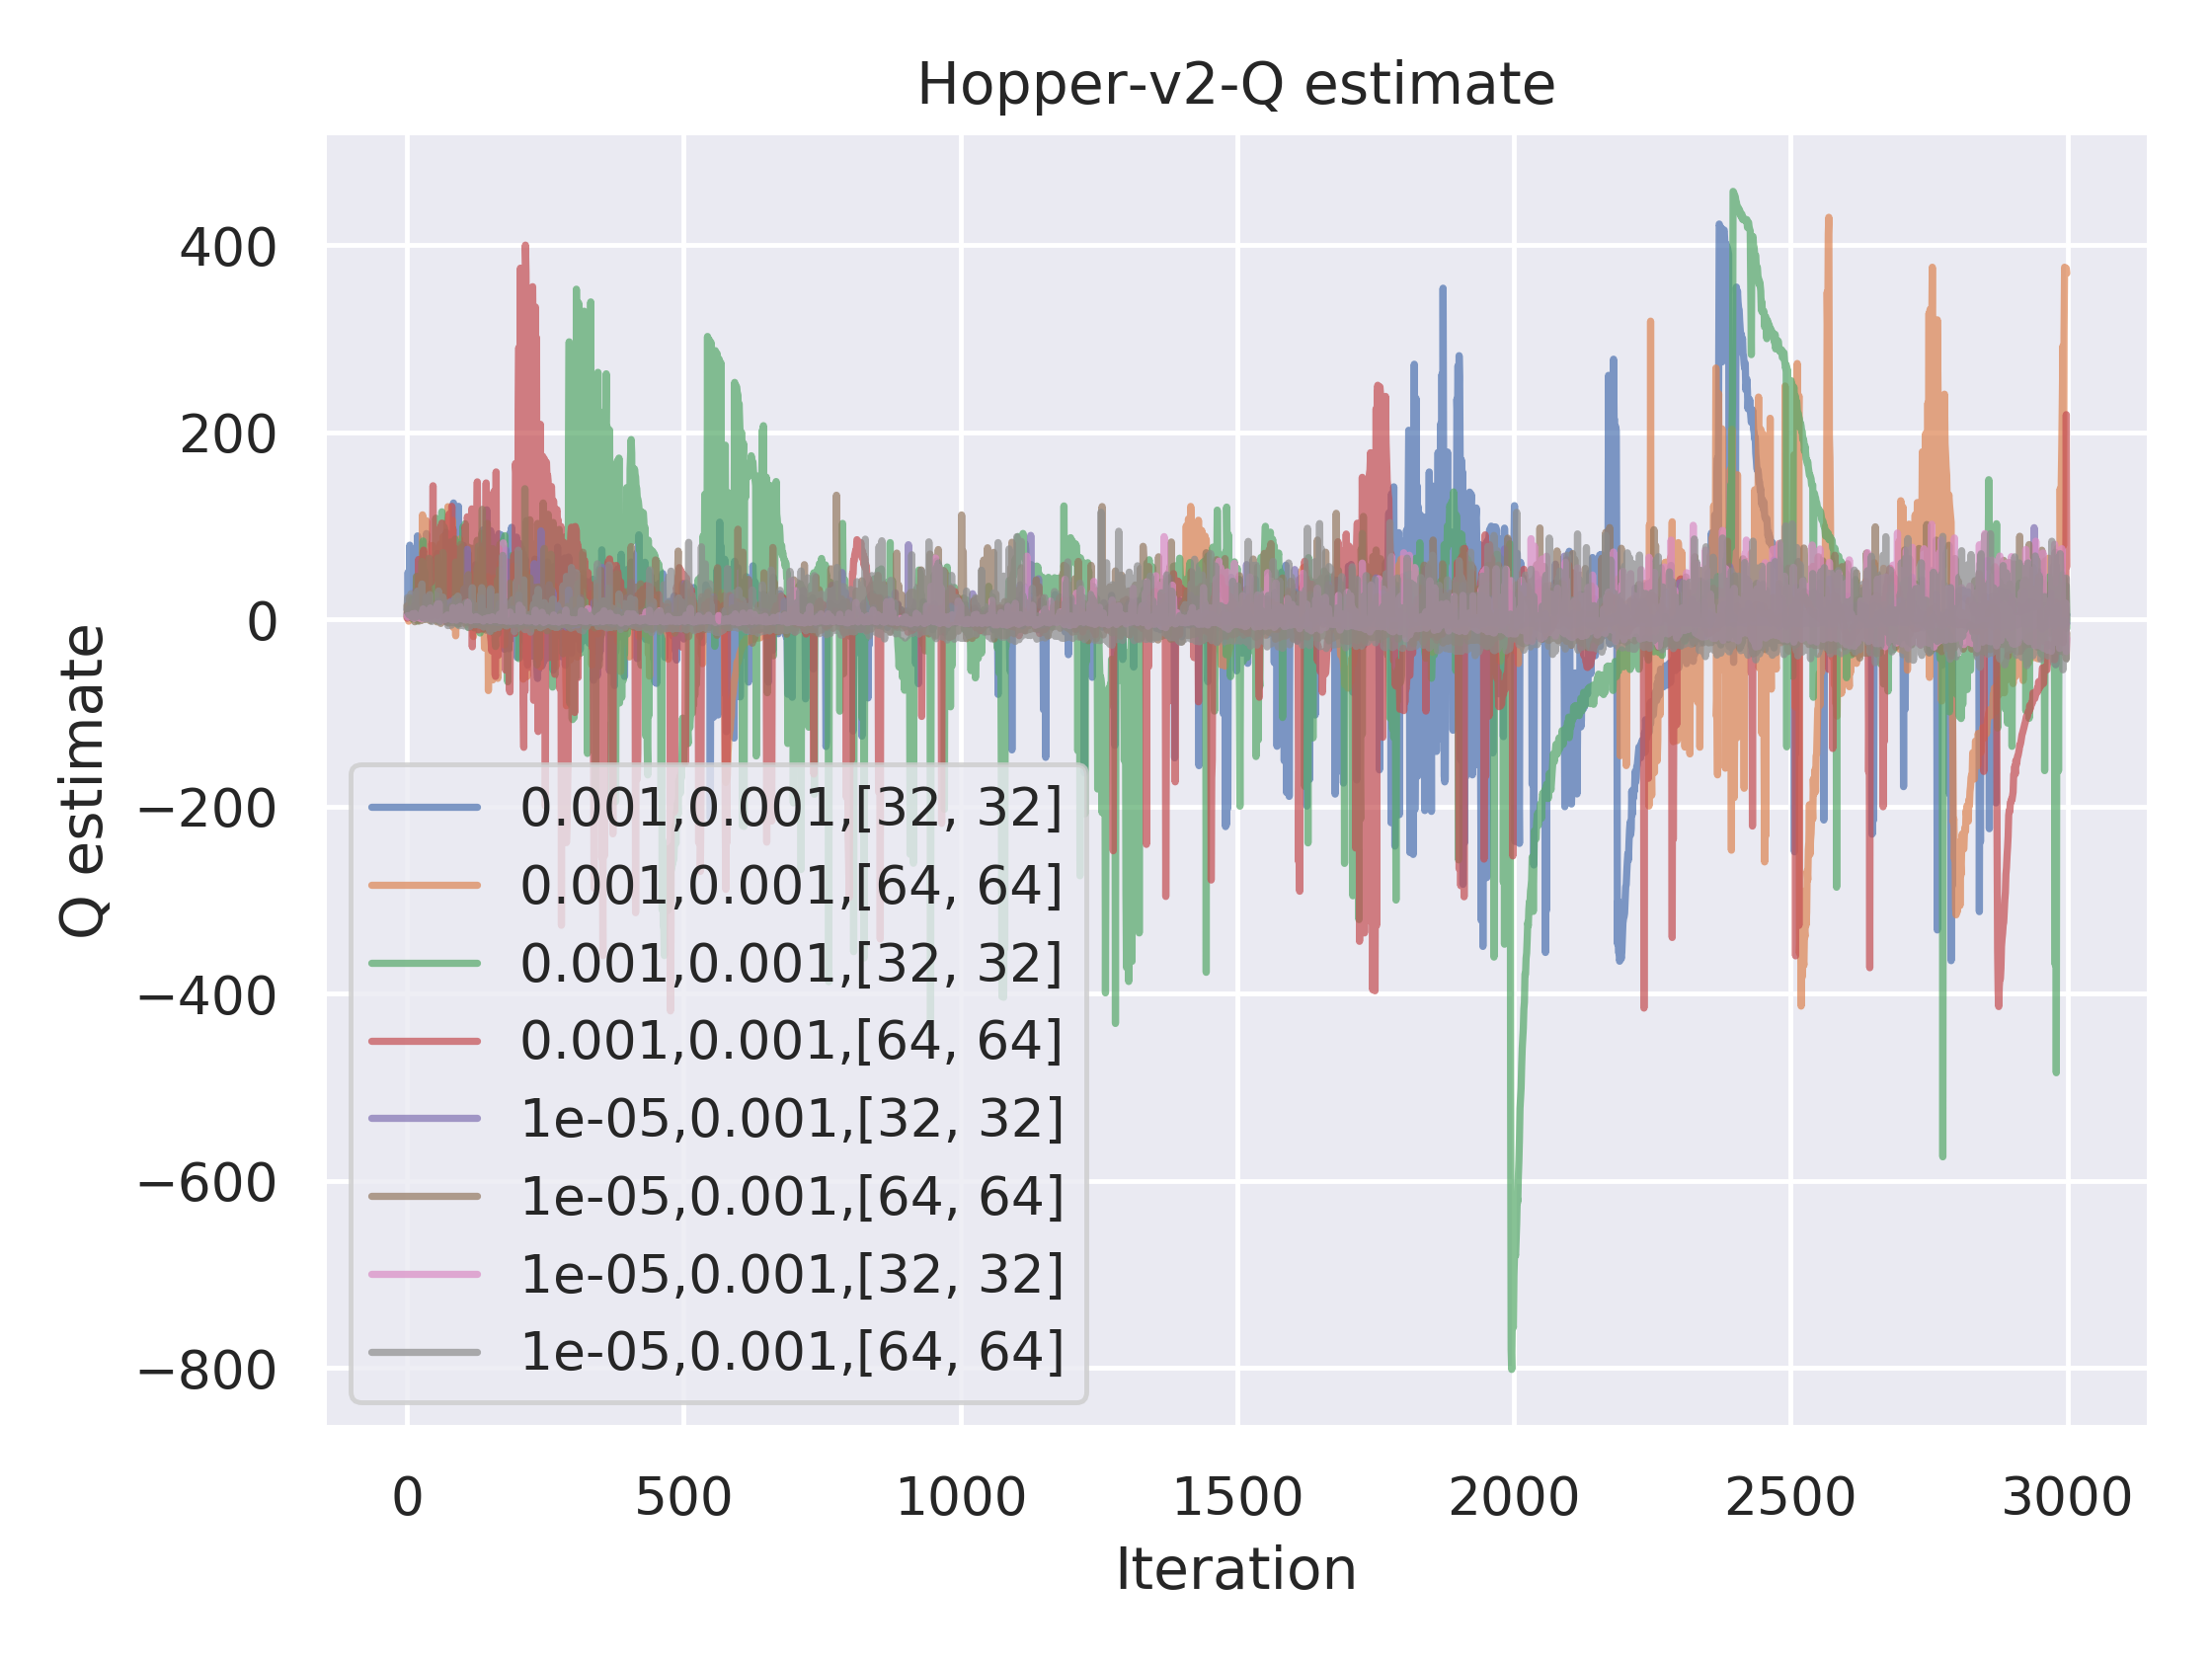 Hopper-v2-Q estimate
400
200
0
−200
−400
−600
−800
Q estimate
0.001,0.001,[32, 32]
0.001,0.001,[64, 64]
0.001,0.001,[32, 32]
0.001,0.001,[64, 64]
1e-05,0.001,[32, 32]
1e-05,0.001,[64, 64]
1e-05,0.001,[32, 32]
1e-05,0.001,[64, 64]
0 500 1000 1500 2000 2500 3000
Iteration